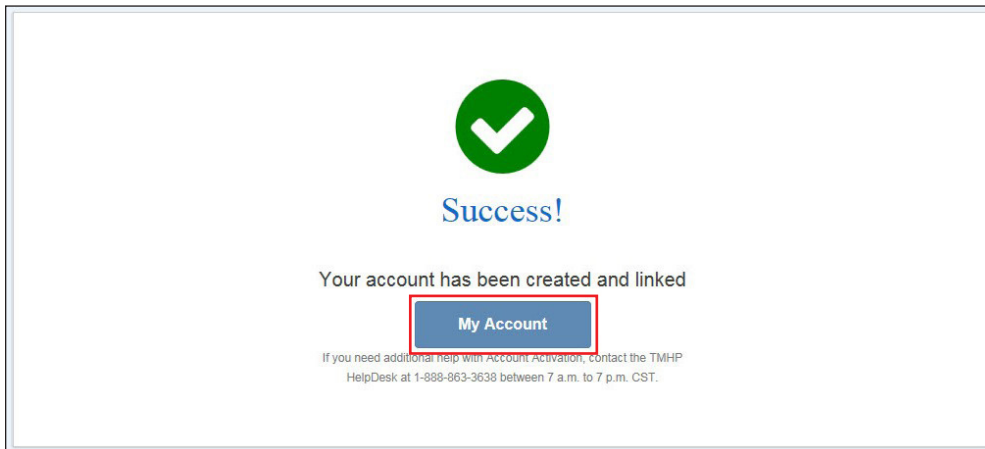 Success!
Your account has been created and linked
My Account
If you need additional help with Account Activation, contact the TMHP
HelpDesk at 1-888-863-3638 between 7 a.m. to 7 p.m. CST.